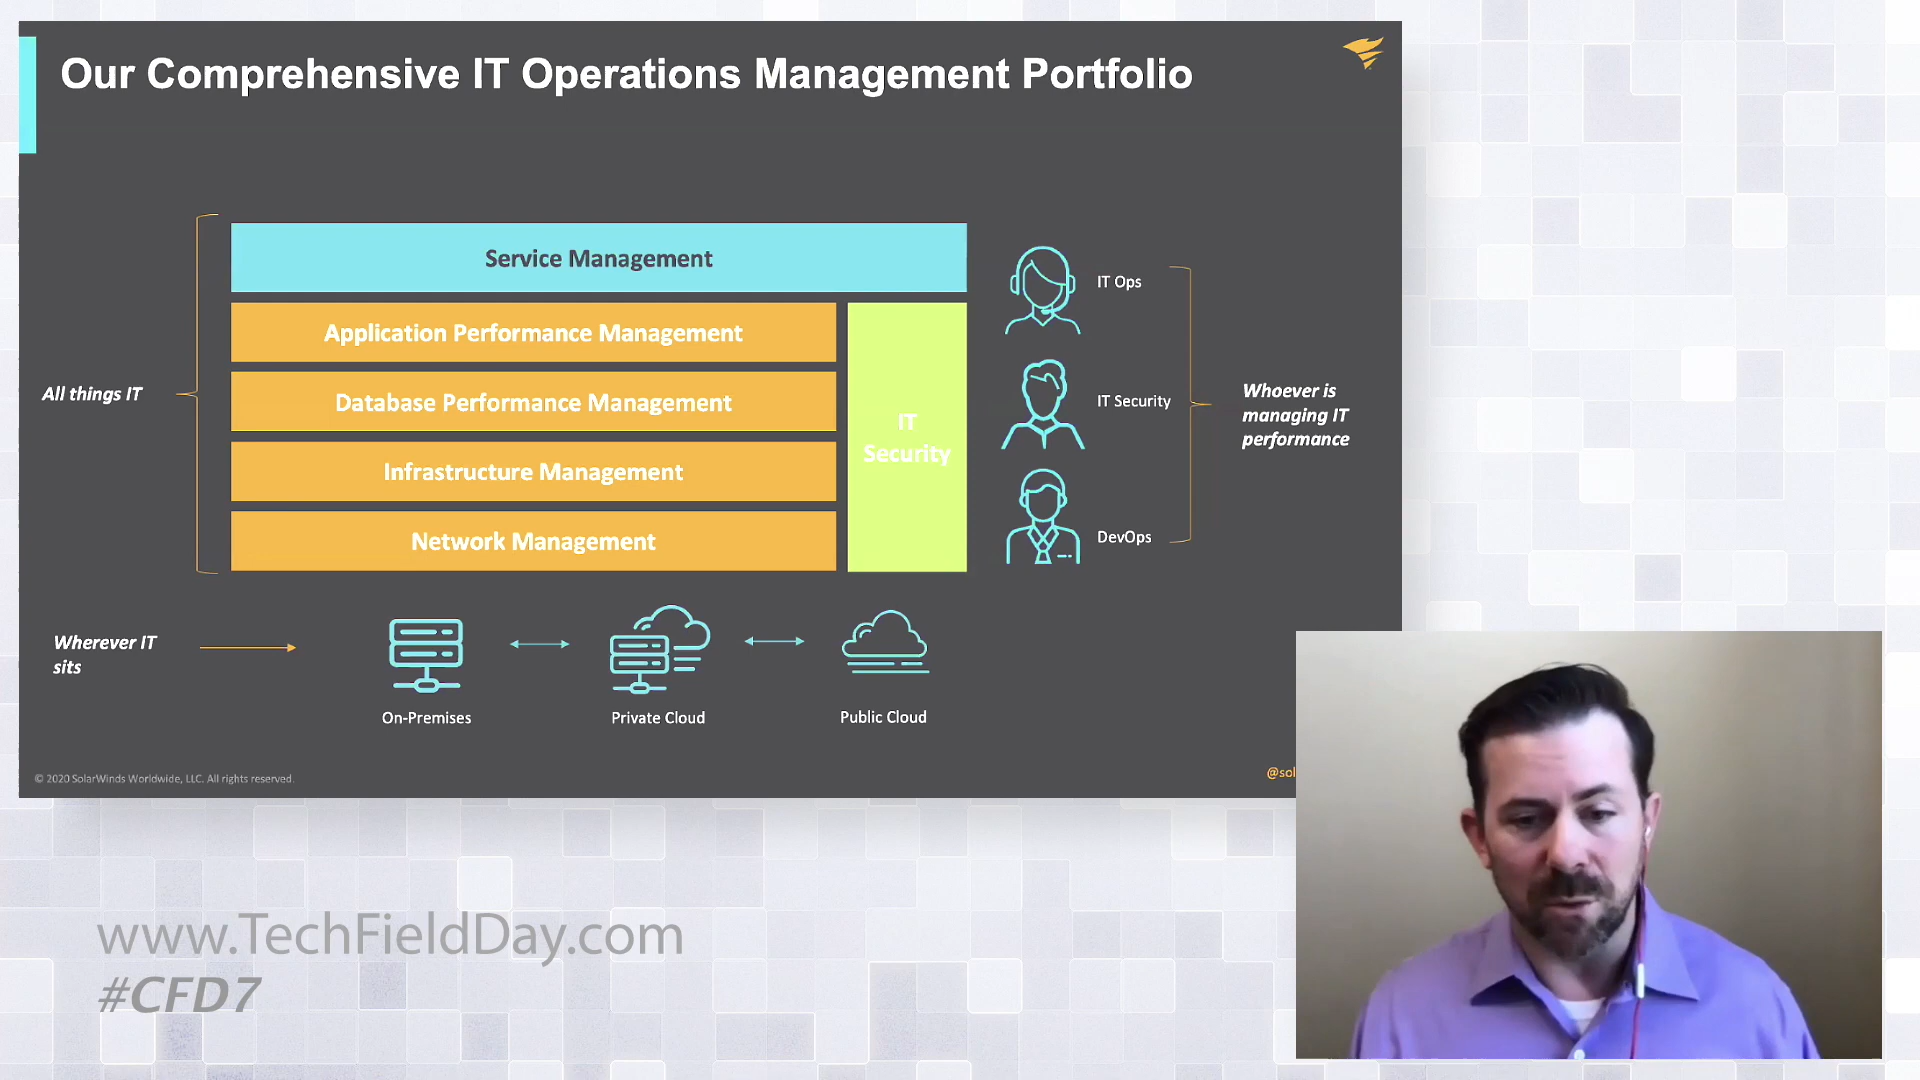 Our Comprehensive IT Operations Management Portfolio
Service Management
Application Performance Management
Database Performance Management
Infrastructure Management
Network Management
IT
Security
All things IT
IT Ops
IT Security
DevOps
Whoever is
managing IT
performance
Wherever IT
sits
On-Premises
Private Cloud
Public Cloud
© 2020 SolarWinds Worldwide, LLC. All rights reserved.
@sol
www.TechFieldDay.com
#CFD7